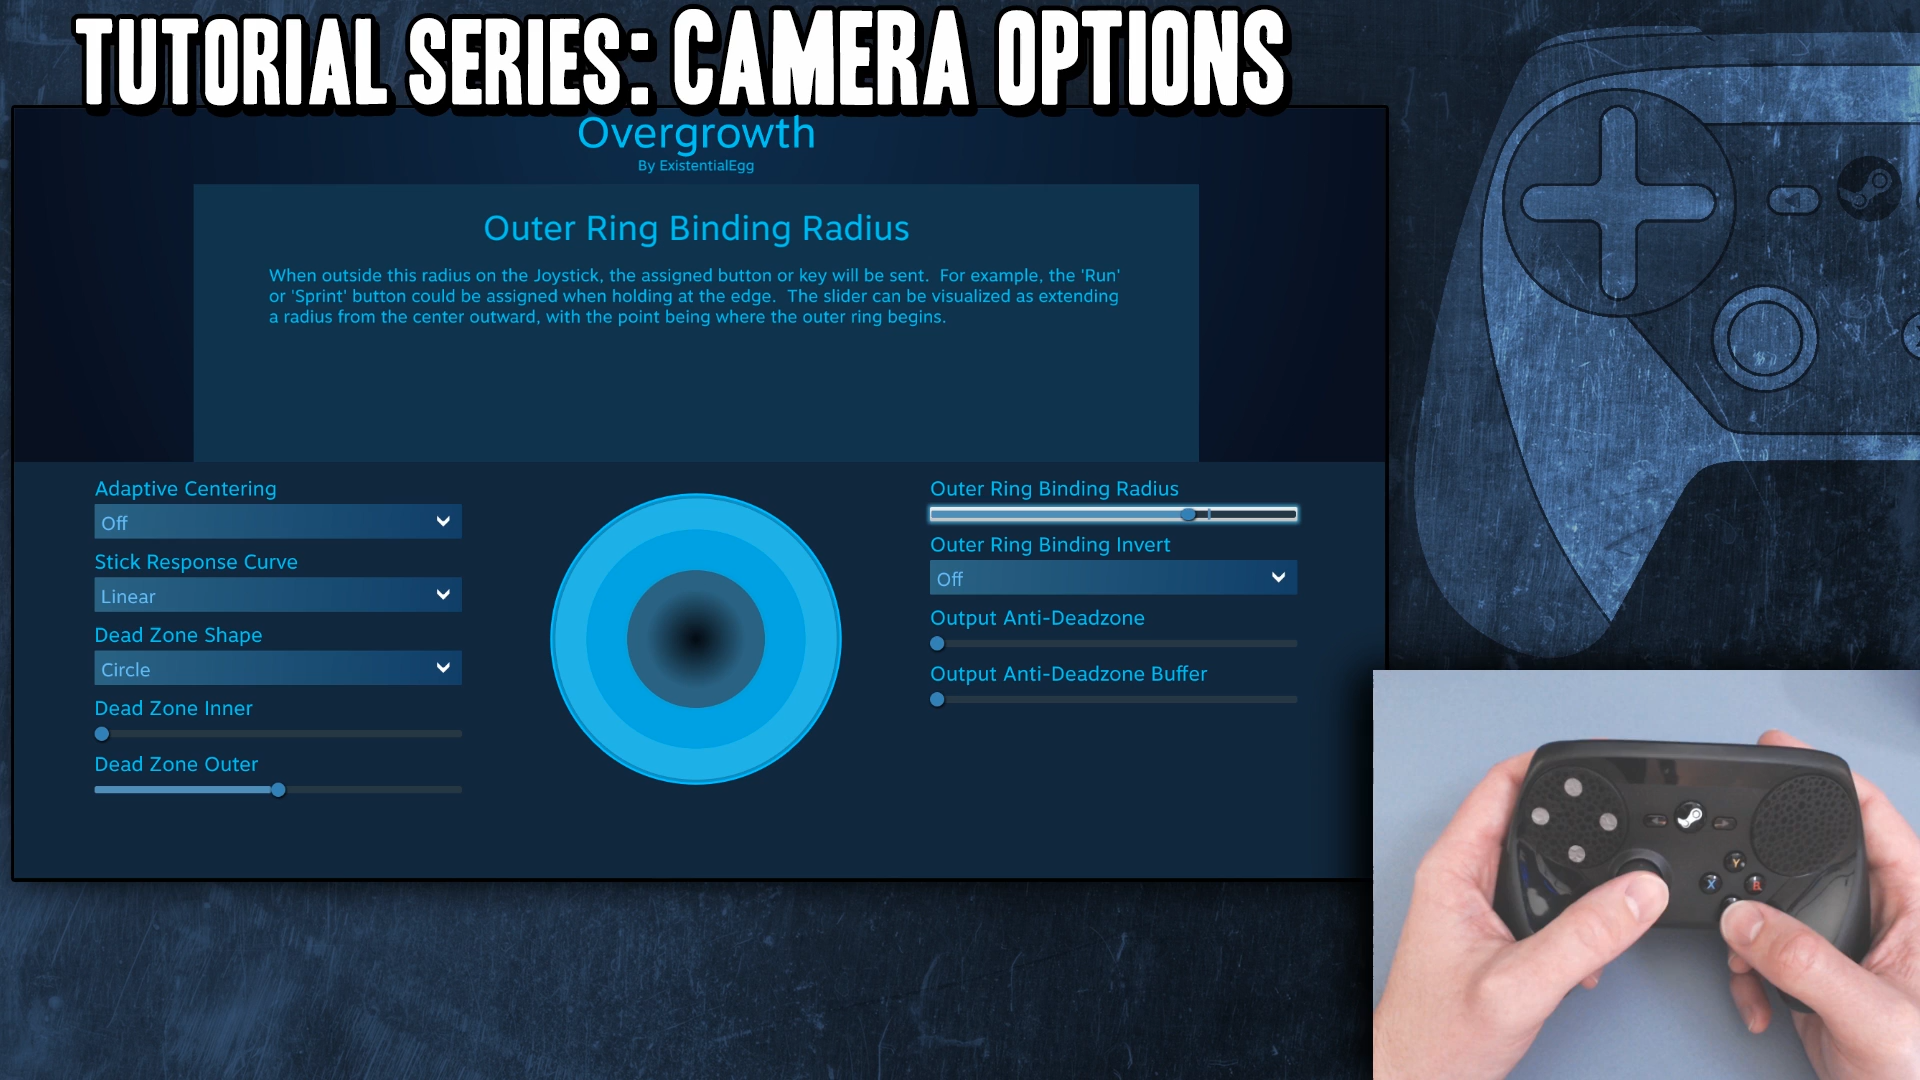 TUTORIAL SERIES: CAMERA OPTIONS
Overgrowth
By ExistentialEgg
Outer Ring Binding Radius
When outside this radius on the Joystick, the assigned button or key will be sent.  For example, the 'Run'
or 'Sprint' button could be assigned when holding at the edge.  The slider can be visualized as extending
a radius from the center outward, with the point being where the outer ring begins.
Adaptive Centering
Off
Stick Response Curve
Linear
Dead Zone Shape
Circle
Dead Zone Inner
Dead Zone Outer
Outer Ring Binding Radius
Outer Ring Binding Invert
Off
Output Anti-Deadzone
Output Anti-Deadzone Buffer
Y
X
B